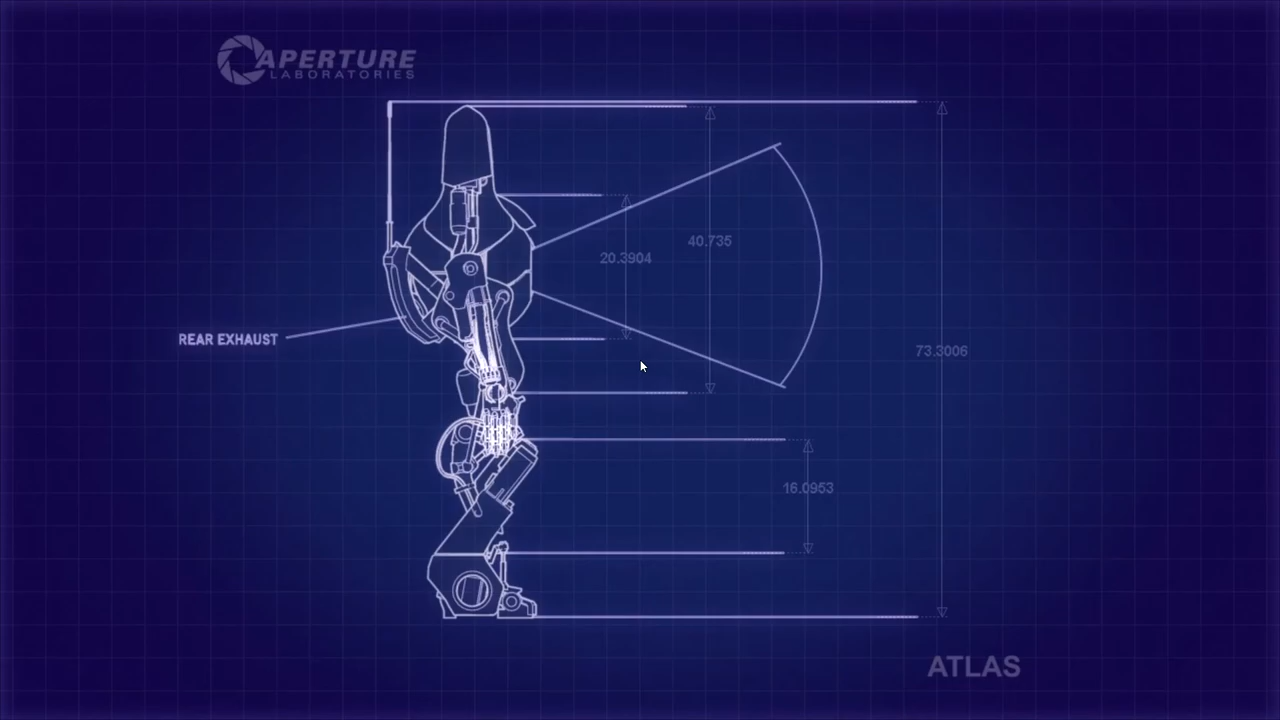 APERTURE
LABORATORIES
40.735
20.3904
REAR EXHAUST
73.3006
16.0953
ATLAS